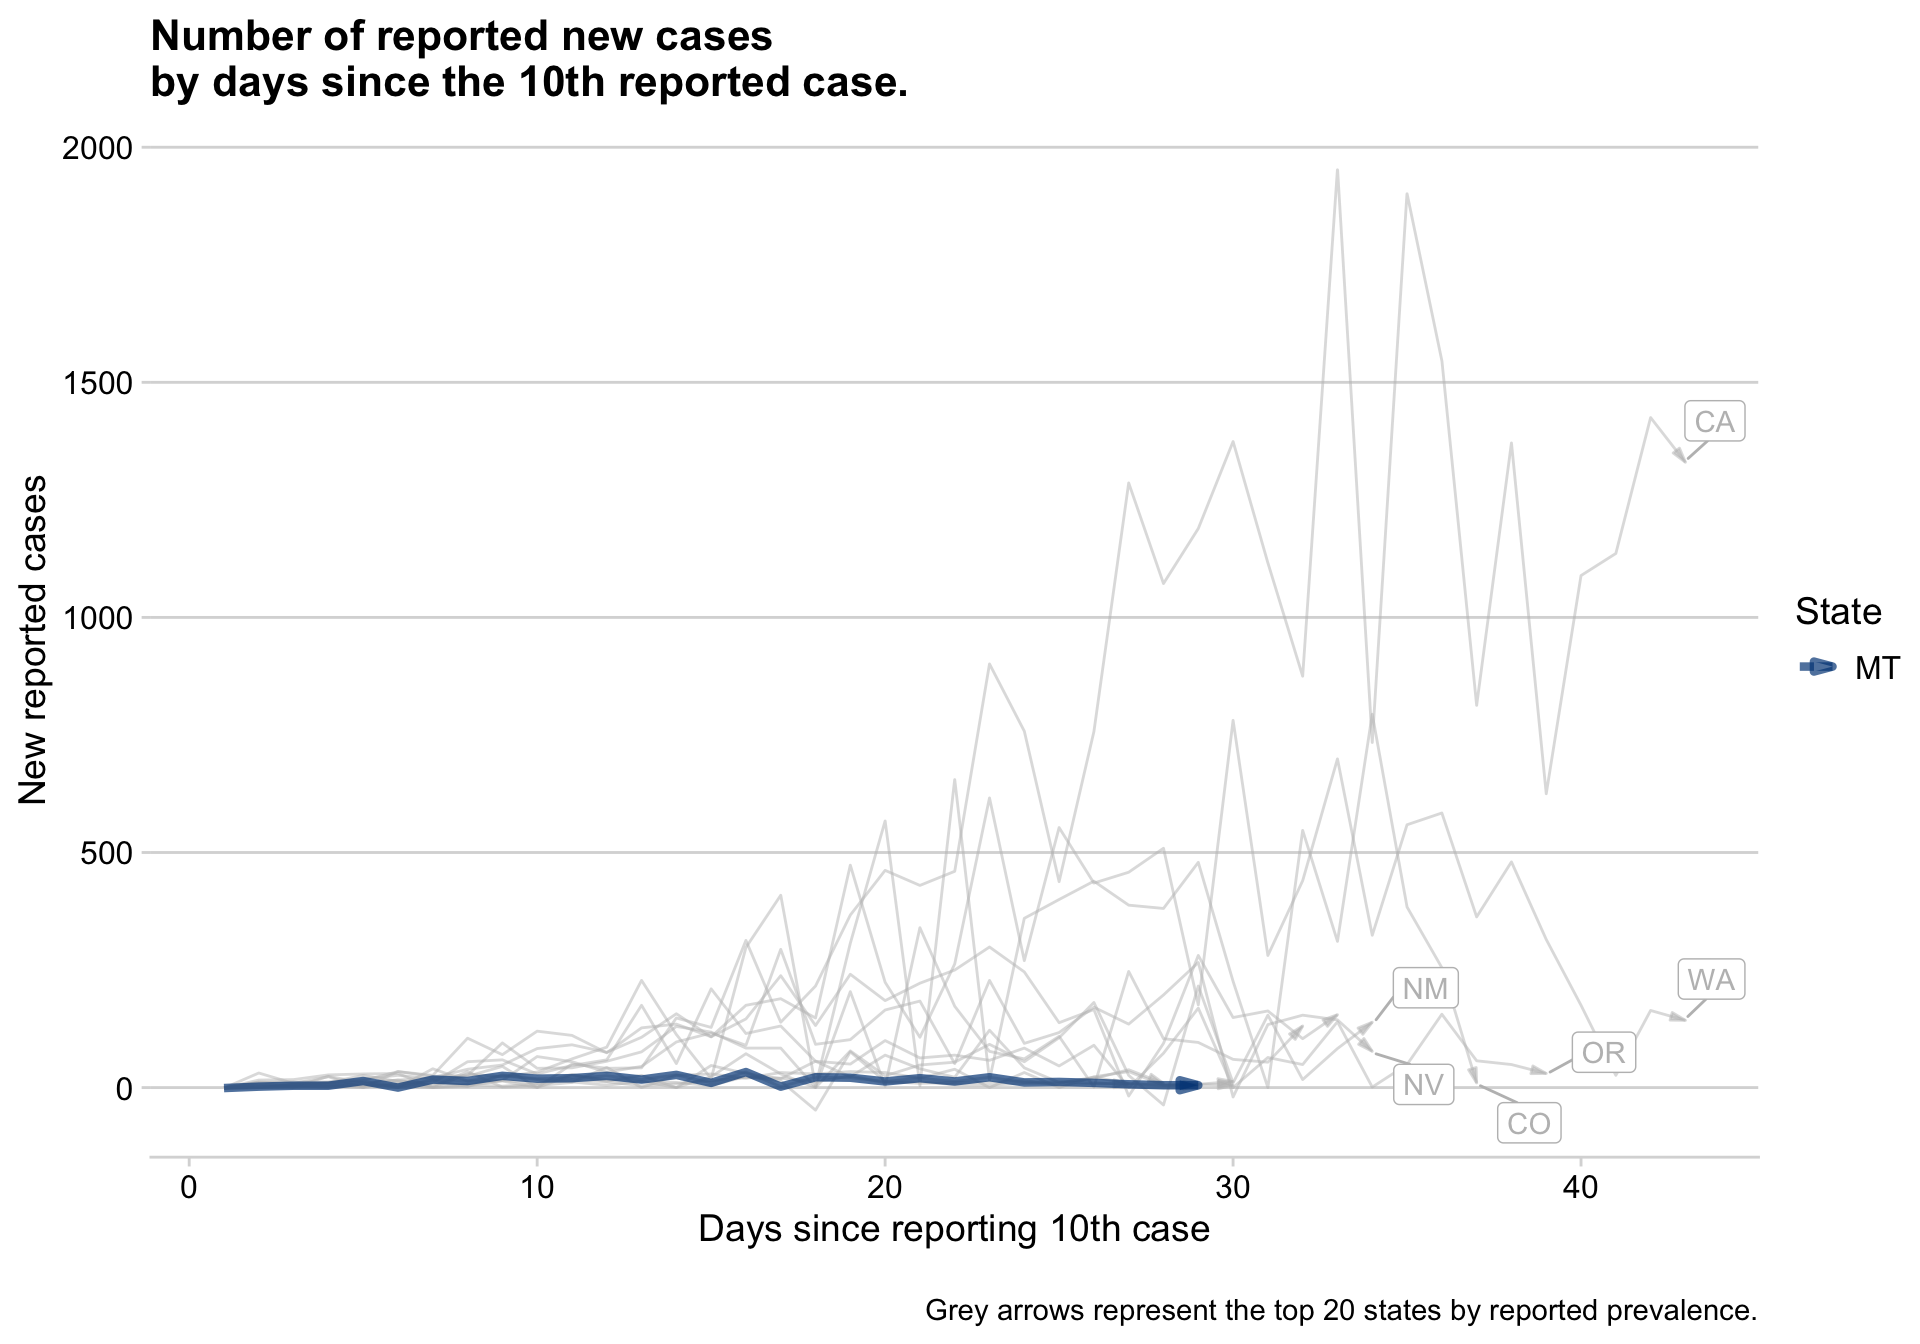 Number of reported new cases
by days since the 10th reported case.
2000
1500
1000
500
0
New reported cases
CA
WA
NM
OR
NV
CO
State
MT
0
10
20
30
40
Days since reporting 10th case
Grey arrows represent the top 20 states by reported prevalence.